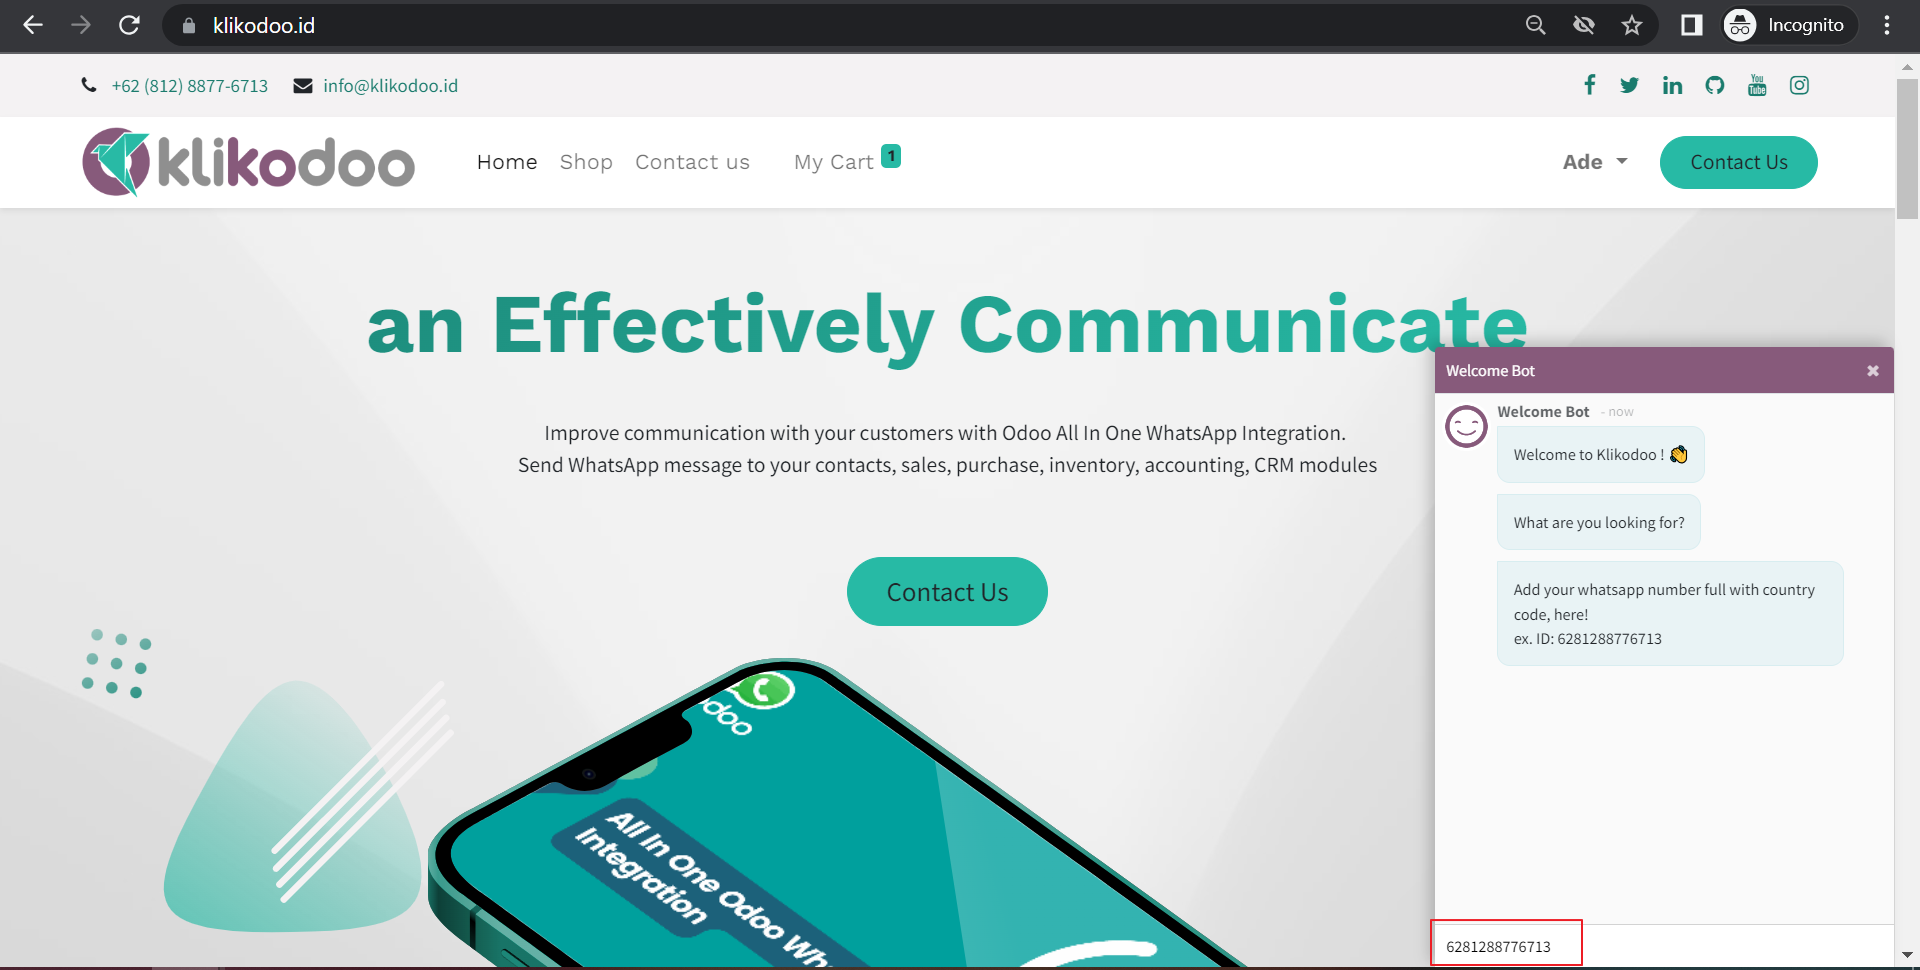 klikodoo.id
Incognito
+62 (812) 8877-6713
info@klikodoo.id
You
Tube
klikodoo
Home
Shop
Contact us
My Cart 1
Ade
Contact Us
an Effectively Communicate
Improve communication with your customers with Odoo All In One WhatsApp Integration.
Send WhatsApp message to your contacts, sales, purchase, inventory, accounting, CRM modules
Contact Us
doo
All In One Odoo Wh
Integration
Welcome Bot
Welcome Bot - now
Welcome to Klikodoo ! 👏
What are you looking for?
Add your whatsapp number full with country
code, here!
ex. ID: 6281288776713
6281288776713